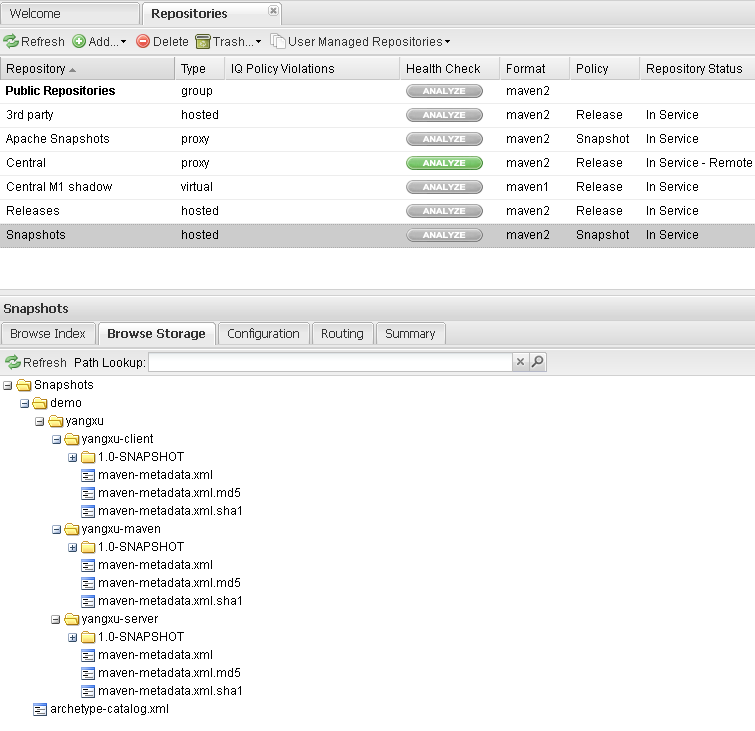 Welcome Repositories
Refresh Add... Delete Trash... User Managed Repositories
Repository Type IQ Policy Violations Health Check Format Policy Repository Status
Public Repositories group ANALYZE maven2
3rd party hosted ANALYZE maven2 Release In Service
Apache Snapshots proxy ANALYZE maven2 Snapshot In Service
Central proxy ANALYZE maven2 Release In Service - Remote
Central M1 shadow virtual ANALYZE maven1 Release In Service
Releases hosted ANALYZE maven2 Release In Service
Snapshots hosted ANALYZE maven2 Snapshot In Service
Snapshots
Browse Index Browse Storage Configuration Routing Summary
Refresh Path Lookup:
Snapshots
demo
yangxu
yangxu-client
1.0-SNAPSHOT
maven-metadata.xml
maven-metadata.xml.md5
maven-metadata.xml.sha1
yangxu-maven
1.0-SNAPSHOT
maven-metadata.xml
maven-metadata.xml.md5
maven-metadata.xml.sha1
yangxu-server
1.0-SNAPSHOT
maven-metadata.xml
maven-metadata.xml.md5
maven-metadata.xml.sha1
archetype-catalog.xml